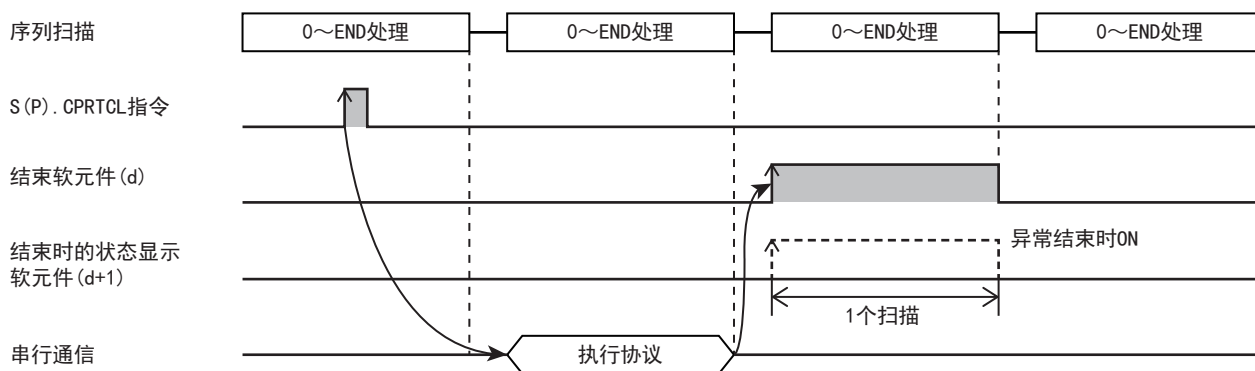 序列扫描
0～END处理
0～END处理
0～END处理
0～END处理
S(P).CPRTCL指令
结束软元件(d)
结束时的状态显示
软元件(d+1)
异常结束时ON
1个扫描
串行通信
执行协议